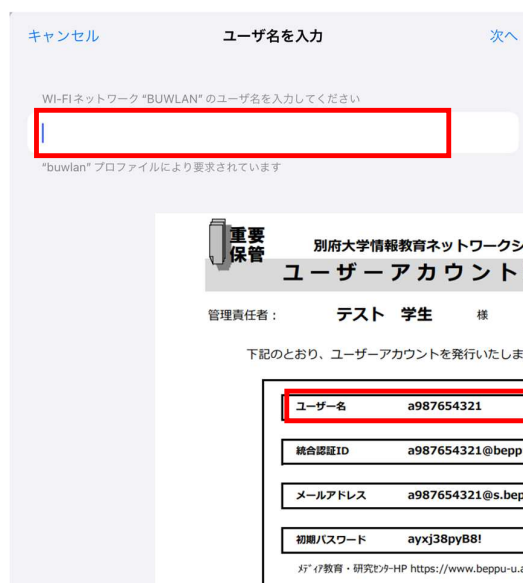 キャンセル ユーザ名を入力 次へ
WI-FIネットワーク "BUWLAN" のユーザ名を入力してください
"buwlan" プロファイルにより要求されています
重要
保管
別府大学情報教育ネットワークシ
ユーザーアカウント
管理責任者： テスト 学生 様
下記のとおり、ユーザーアカウントを発行いたしま
ユーザー名 a987654321
統合認証ID a987654321@bepp
メールアドレス a987654321@s.bep
初期パスワード ayxj38pyB8!
ﾒﾃﾞｨｱ教育・研究ｾﾝﾀｰHP https://www.beppu-u.a